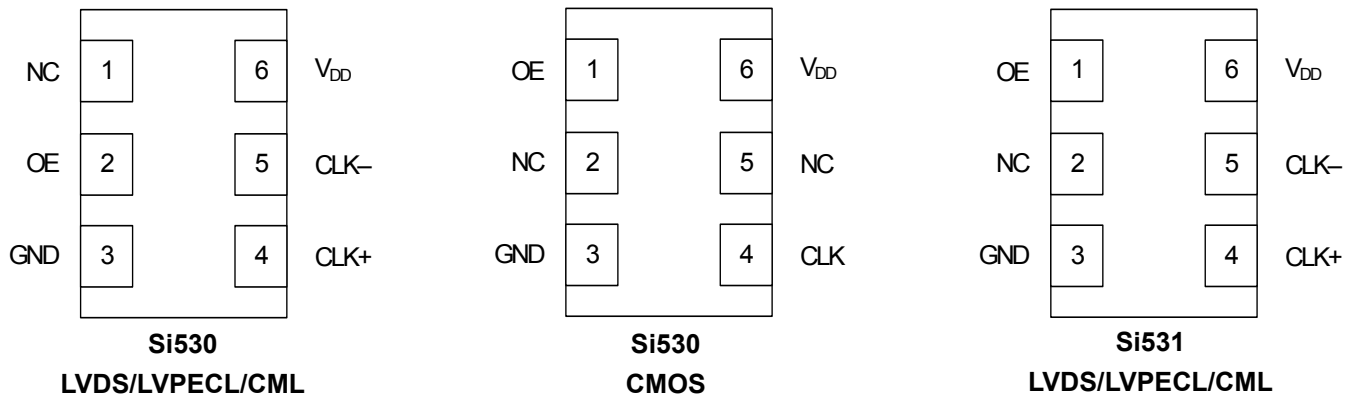 NC 1 6 VDD
OE 2 5 CLK–
GND 3 4 CLK+
Si530
LVDS/LVPECL/CML
OE 1 6 VDD
NC 2 5 NC
GND 3 4 CLK
Si530
CMOS
OE 1 6 VDD
NC 2 5 CLK–
GND 3 4 CLK+
Si531
LVDS/LVPECL/CML